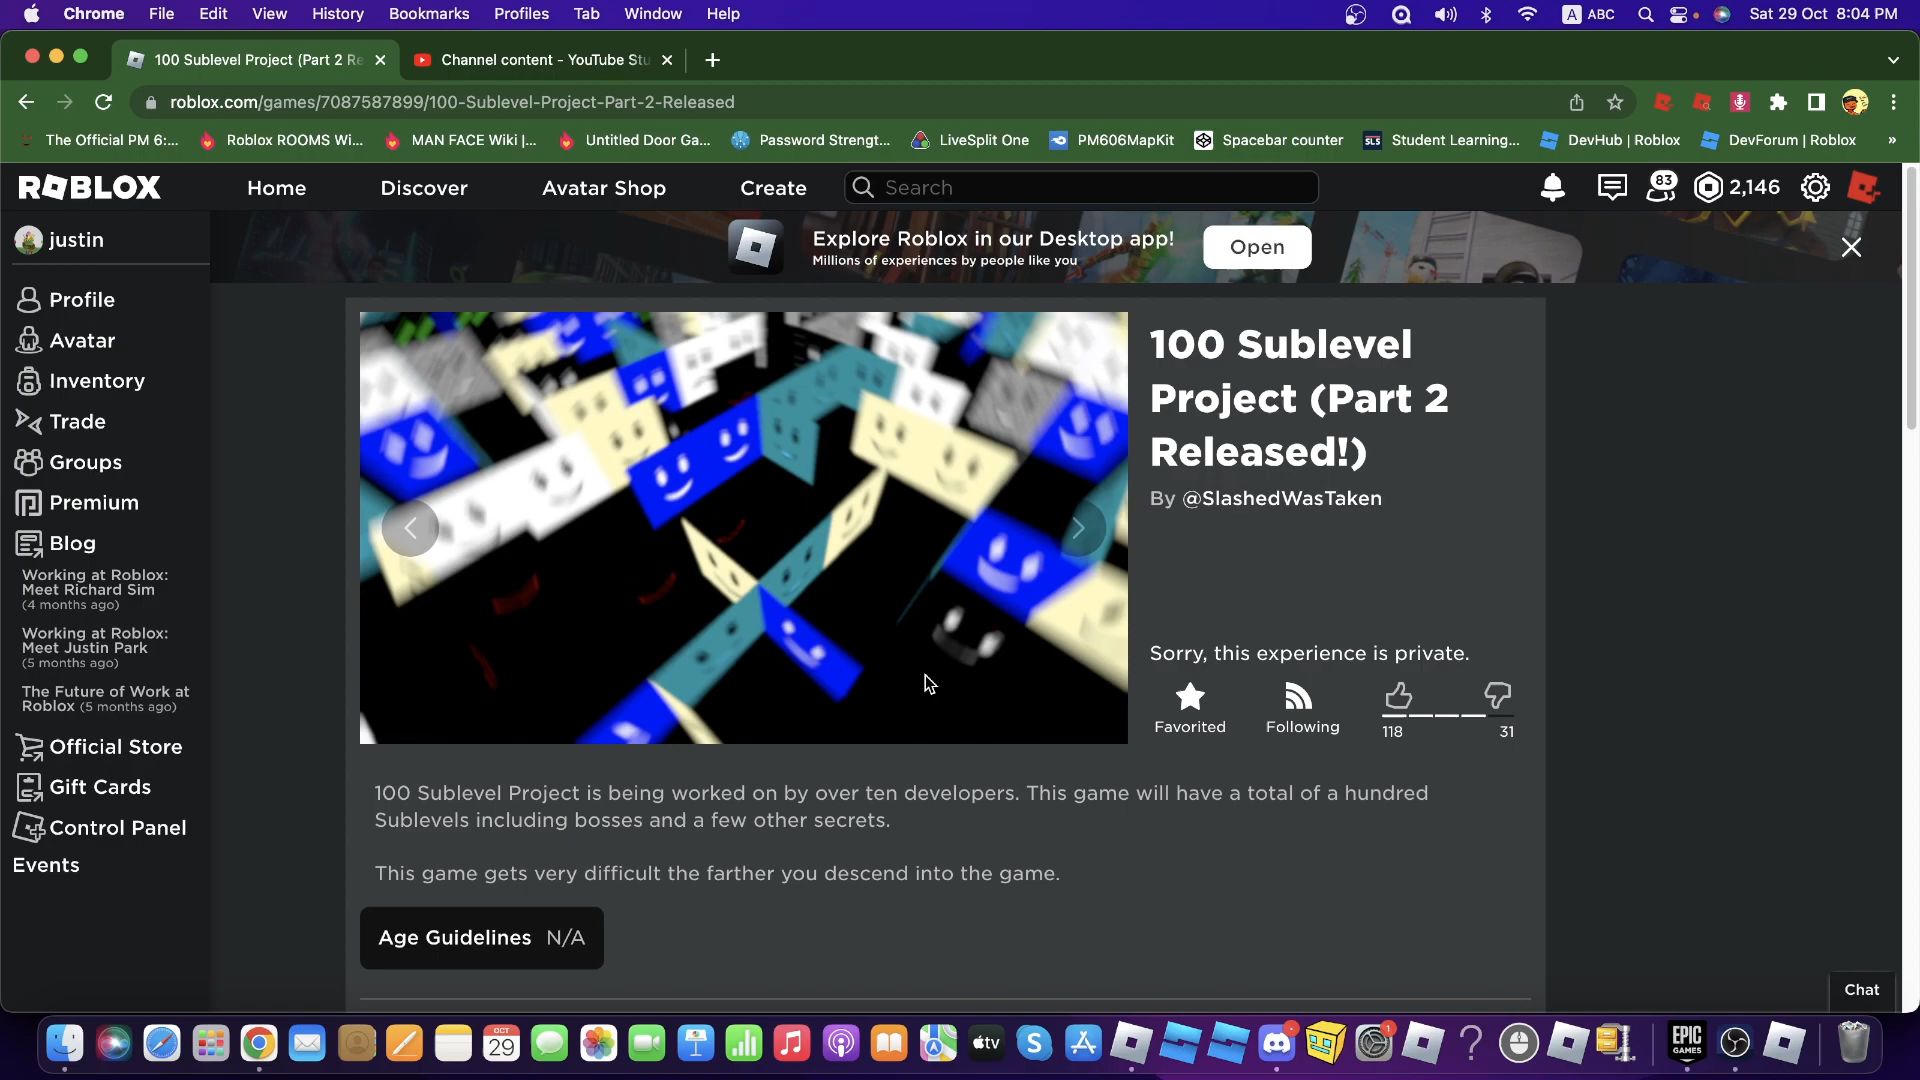 Chrome File Edit View History Bookmarks Profiles Tab Window Help A ABC Sat 29 Oct 8:04 PM
100 Sublevel Project (Part 2 Re Channel content - YouTube Stu
roblox.com/games/7087587899/100-Sublevel-Project-Part-2-Released
The Official PM 6:... Roblox ROOMS Wi... MAN FACE Wiki |... Untitled Door Ga... Password Strengt... LiveSplit One PM606MapKit Spacebar counter SLS Student Learning... DevHub | Roblox DevForum | Roblox »
ROBLOX Home Discover Avatar Shop Create Search 83 2,146
justin
Explore Roblox in our Desktop app!
Millions of experiences by people like you
Open
Profile
Avatar
Inventory
Trade
Groups
Premium
Blog
Working at Roblox:
Meet Richard Sim
(4 months ago)
Working at Roblox:
Meet Justin Park
(5 months ago)
The Future of Work at
Roblox (5 months ago)
Official Store
Gift Cards
Control Panel
Events
100 Sublevel
Project (Part 2
Released!)
By @SlashedWasTaken
Sorry, this experience is private.
Favorited Following 118 31
100 Sublevel Project is being worked on by over ten developers. This game will have a total of a hundred
Sublevels including bosses and a few other secrets.
This game gets very difficult the farther you descend into the game.
Age Guidelines N/A
Chat
OCT
29
tv
S
1
?
EPIC
GAMES